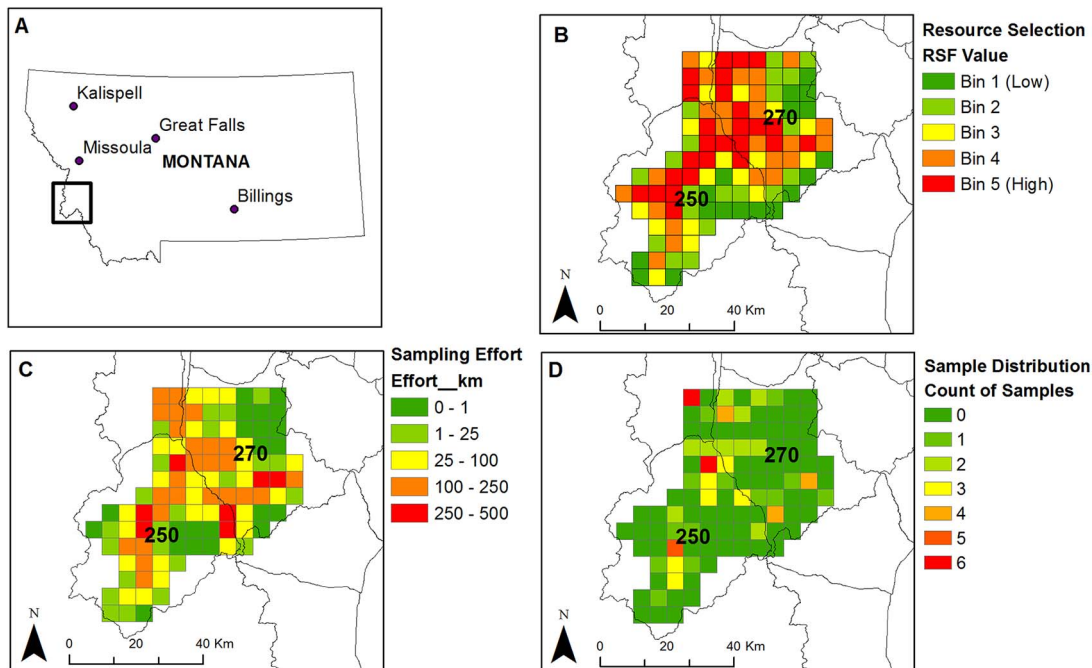 A
Kalispell
Great Falls
Missoula
MONTANA
Billings
B
Resource Selection
RSF Value
Bin 1 (Low)
Bin 2
Bin 3
Bin 4
Bin 5 (High)
270
250
N
0 20 40 Km
C
Sampling Effort
Effort__km
0 - 1
1 - 25
25 - 100
100 - 250
250 - 500
270
250
N
0 20 40 Km
D
Sample Distribution
Count of Samples
0
1
2
3
4
5
6
270
250
N
0 20 40 Km